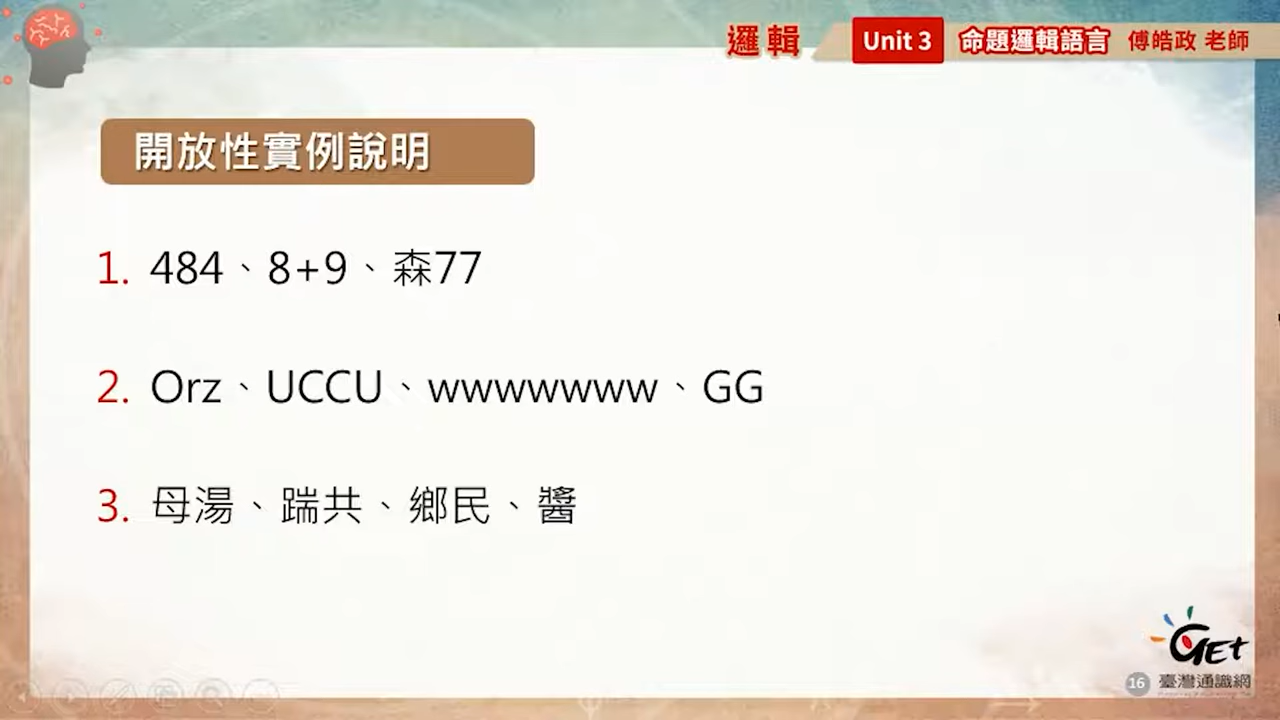 邏輯 Unit 3 命題邏輯語言 傅皓政 老師
開放性實例說明
1. 484、8+9、森77
2. Orz、UCCU、wwwwwww、GG
3. 母湯、踹共、鄉民、醬
GEt
16 臺灣通識網